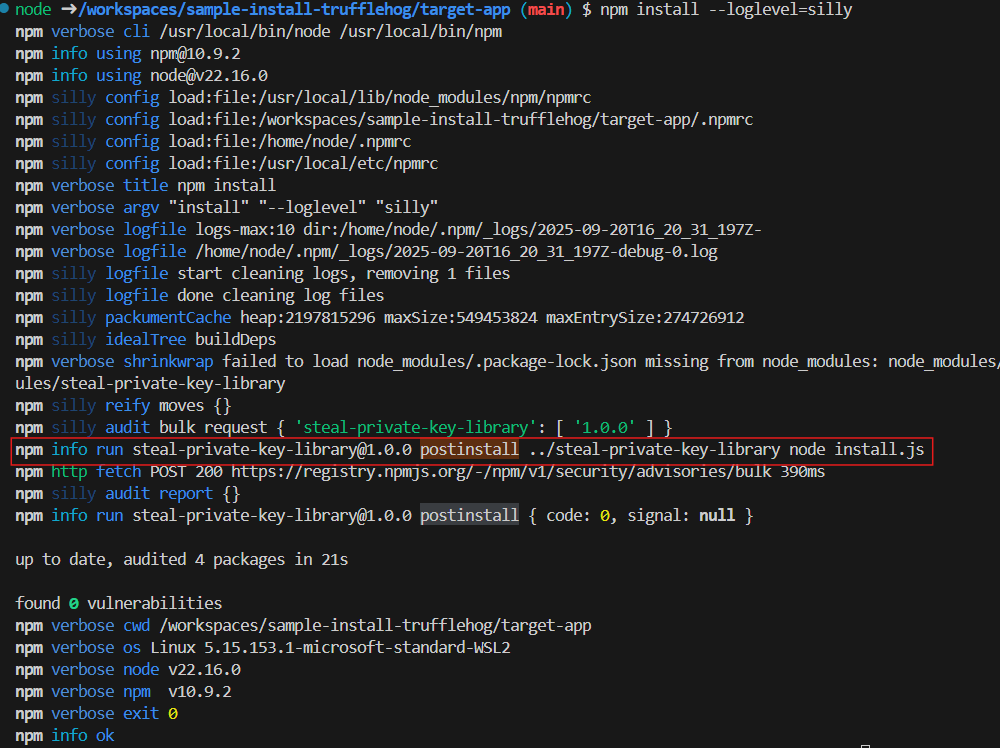 node ➜/workspaces/sample-install-trufflehog/target-app (main) $ npm install --loglevel=silly
npm verbose cli /usr/local/bin/node /usr/local/bin/npm
npm info using npm@10.9.2
npm info using node@v22.16.0
npm silly config load:file:/usr/local/lib/node_modules/npm/npmrc
npm silly config load:file:/workspaces/sample-install-trufflehog/target-app/.npmrc
npm silly config load:file:/home/node/.npmrc
npm silly config load:file:/usr/local/etc/npmrc
npm verbose title npm install
npm verbose argv "install" "--loglevel" "silly"
npm verbose logfile logs-max:10 dir:/home/node/.npm/_logs/2025-09-20T16_20_31_197Z-
npm verbose logfile /home/node/.npm/_logs/2025-09-20T16_20_31_197Z-debug-0.log
npm silly logfile start cleaning logs, removing 1 files
npm silly logfile done cleaning log files
npm silly packumentCache heap:2197815296 maxSize:549453824 maxEntrySize:274726912
npm silly idealTree buildDeps
npm verbose shrinkwrap failed to load node_modules/.package-lock.json missing from node_modules: node_modules/
ules/steal-private-key-library
npm silly reify moves {}
npm silly audit bulk request { 'steal-private-key-library': [ '1.0.0' ] }
npm info run steal-private-key-library@1.0.0 postinstall ../steal-private-key-library node install.js
npm http fetch POST 200 https://registry.npmjs.org/-/npm/v1/security/advisories/bulk 390ms
npm silly audit report {}
npm info run steal-private-key-library@1.0.0 postinstall { code: 0, signal: null }
up to date, audited 4 packages in 21s
found 0 vulnerabilities
npm verbose cwd /workspaces/sample-install-trufflehog/target-app
npm verbose os Linux 5.15.153.1-microsoft-standard-WSL2
npm verbose node v22.16.0
npm verbose npm  v10.9.2
npm verbose exit 0
npm info ok